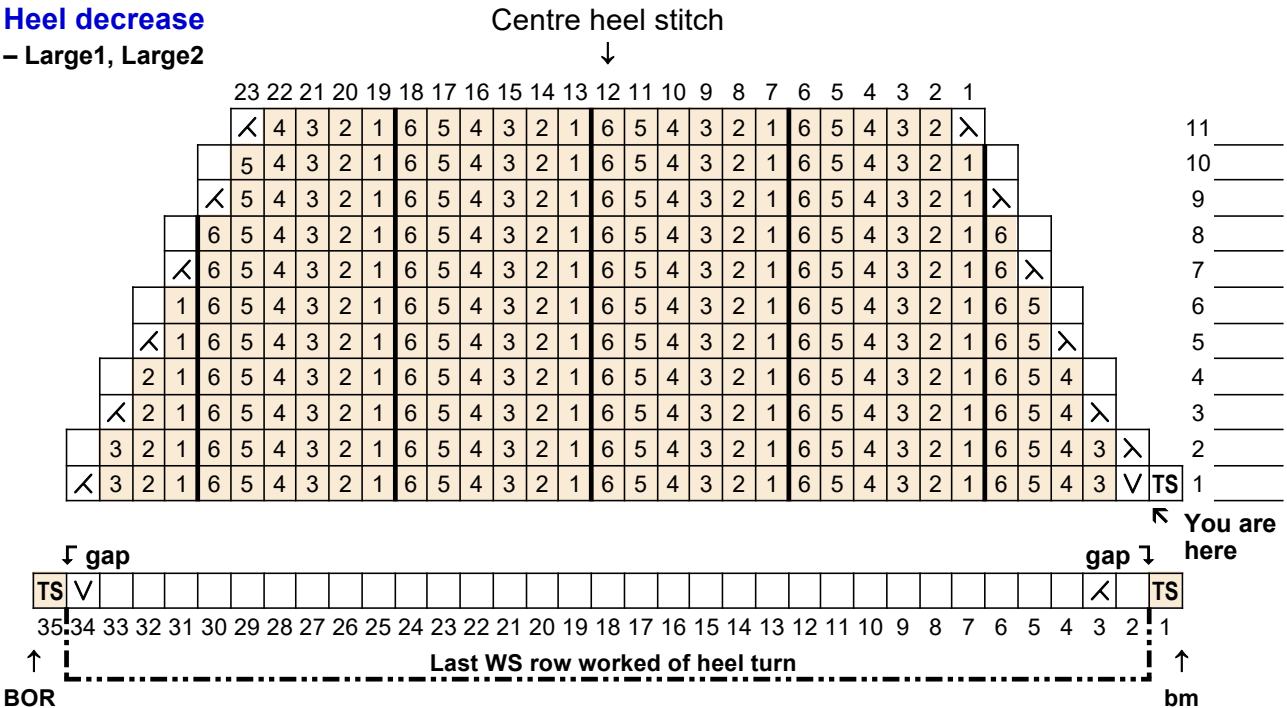 Heel decrease
– Large1, Large2
Centre heel stitch
23 22 21 20 19 18 17 16 15 14 13 12 11 10 9 8 7 6 5 4 3 2 1
4 3 2 1 6 5 4 3 2 1 6 5 4 3 2 1 6 5 4 3 2 11
5 4 3 2 1 6 5 4 3 2 1 6 5 4 3 2 1 6 5 4 3 2 1 10
5 4 3 2 1 6 5 4 3 2 1 6 5 4 3 2 1 6 5 4 3 2 1 9
6 5 4 3 2 1 6 5 4 3 2 1 6 5 4 3 2 1 6 5 4 3 2 1 6 8
6 5 4 3 2 1 6 5 4 3 2 1 6 5 4 3 2 1 6 5 4 3 2 1 6 7
1 6 5 4 3 2 1 6 5 4 3 2 1 6 5 4 3 2 1 6 5 4 3 2 1 6 5 6
1 6 5 4 3 2 1 6 5 4 3 2 1 6 5 4 3 2 1 6 5 4 3 2 1 6 5 5
2 1 6 5 4 3 2 1 6 5 4 3 2 1 6 5 4 3 2 1 6 5 4 3 2 1 6 5 4 4
2 1 6 5 4 3 2 1 6 5 4 3 2 1 6 5 4 3 2 1 6 5 4 3 2 1 6 5 4 3
3 2 1 6 5 4 3 2 1 6 5 4 3 2 1 6 5 4 3 2 1 6 5 4 3 2 1 6 5 4 3 2
3 2 1 6 5 4 3 2 1 6 5 4 3 2 1 6 5 4 3 2 1 6 5 4 3 2 1 6 5 4 3 V TS 1
You are
here
gap gap
TS V TS
35 34 33 32 31 30 29 28 27 26 25 24 23 22 21 20 19 18 17 16 15 14 13 12 11 10 9 8 7 6 5 4 3 2 1
Last WS row worked of heel turn
BOR bm